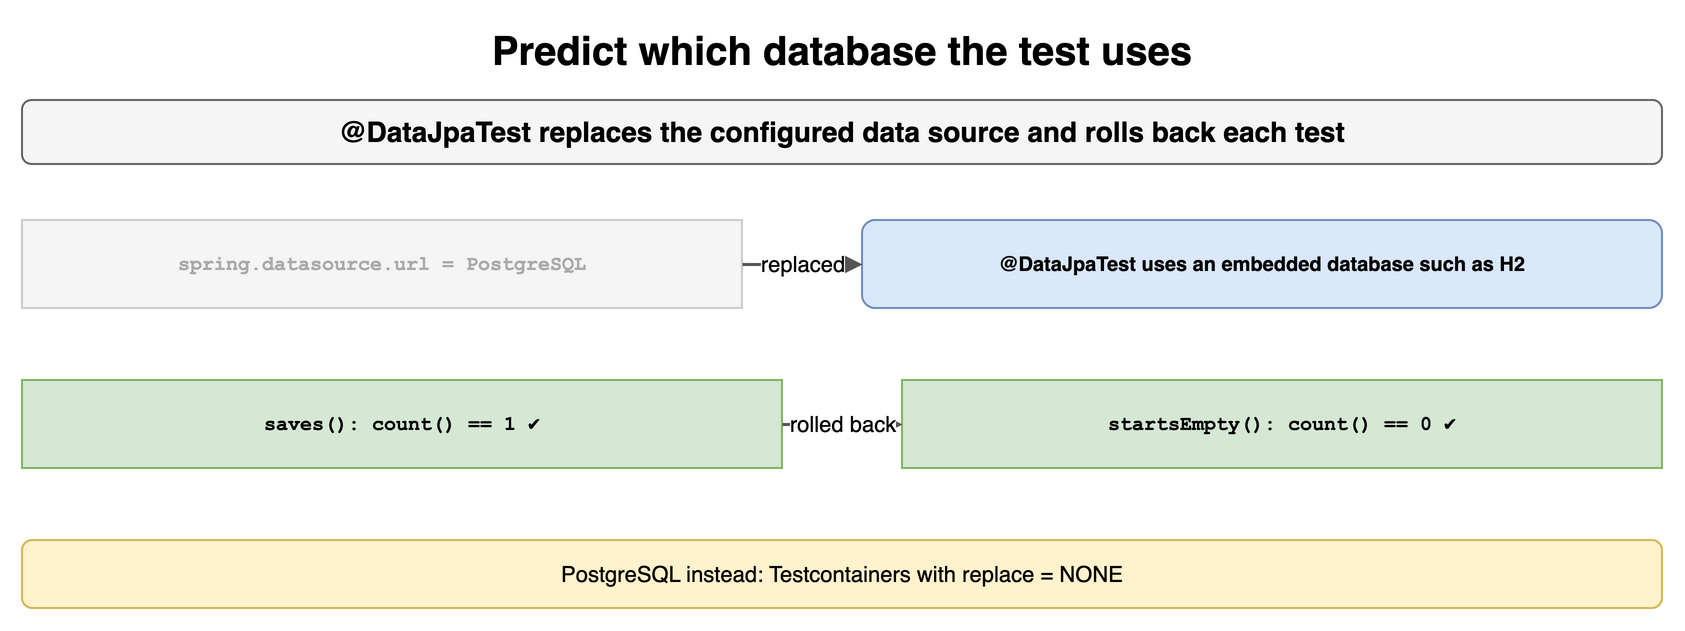 Predict which database the test uses
@DataJpaTest replaces the configured data source and rolls back each test
spring.datasource.url = PostgreSQL
replaced
@DataJpaTest uses an embedded database such as H2
saves(): count() == 1 ✔
rolled back
startsEmpty(): count() == 0 ✔
PostgreSQL instead: Testcontainers with replace = NONE